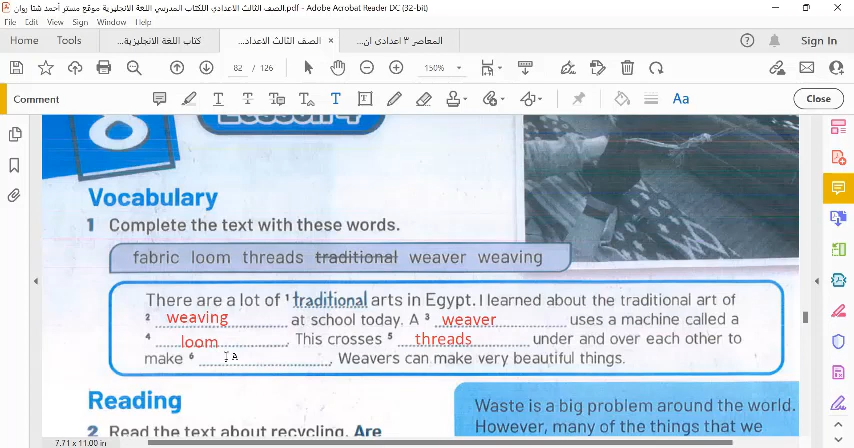 الصف الثالث الاعدادي اللكتاب المدرسي اللغة الانجليزية موقع مستر أحمد شتا روان.pdf - Adobe Acrobat Reader DC (32-bit)
File Edit View Sign Window Help
Home Tools كتاب اللغة الانجليزية... الصف الثالث الاعداد... المعاصر ٣ اعدادى ان... Sign In
82 / 126 150%
Comment Close
8 Lesson 4
Vocabulary
1 Complete the text with these words.
fabric loom threads traditional weaver weaving
There are a lot of 1 traditional arts in Egypt. I learned about the traditional art of
2 weaving at school today. A 3 weaver uses a machine called a
4 loom . This crosses 5 threads under and over each other to
make 6 . Weavers can make very beautiful things.
Reading
2 Read the text about recycling. Are
Waste is a big problem around the world.
However, many of the things that we
7.71 x 11.00 in